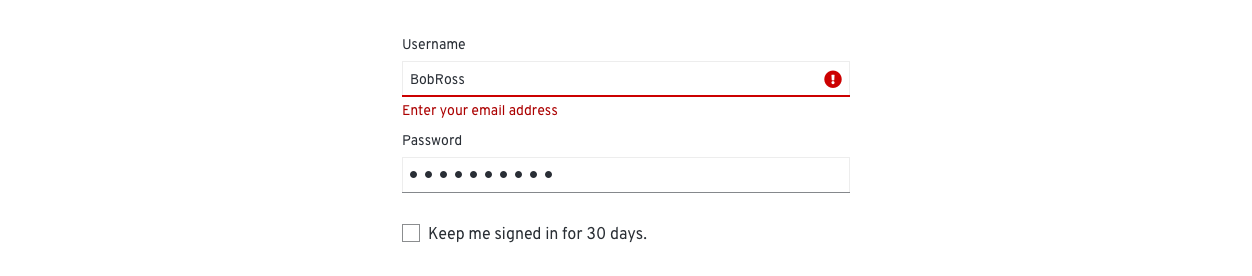 Username
BobRoss
Enter your email address
Password
Keep me signed in for 30 days.